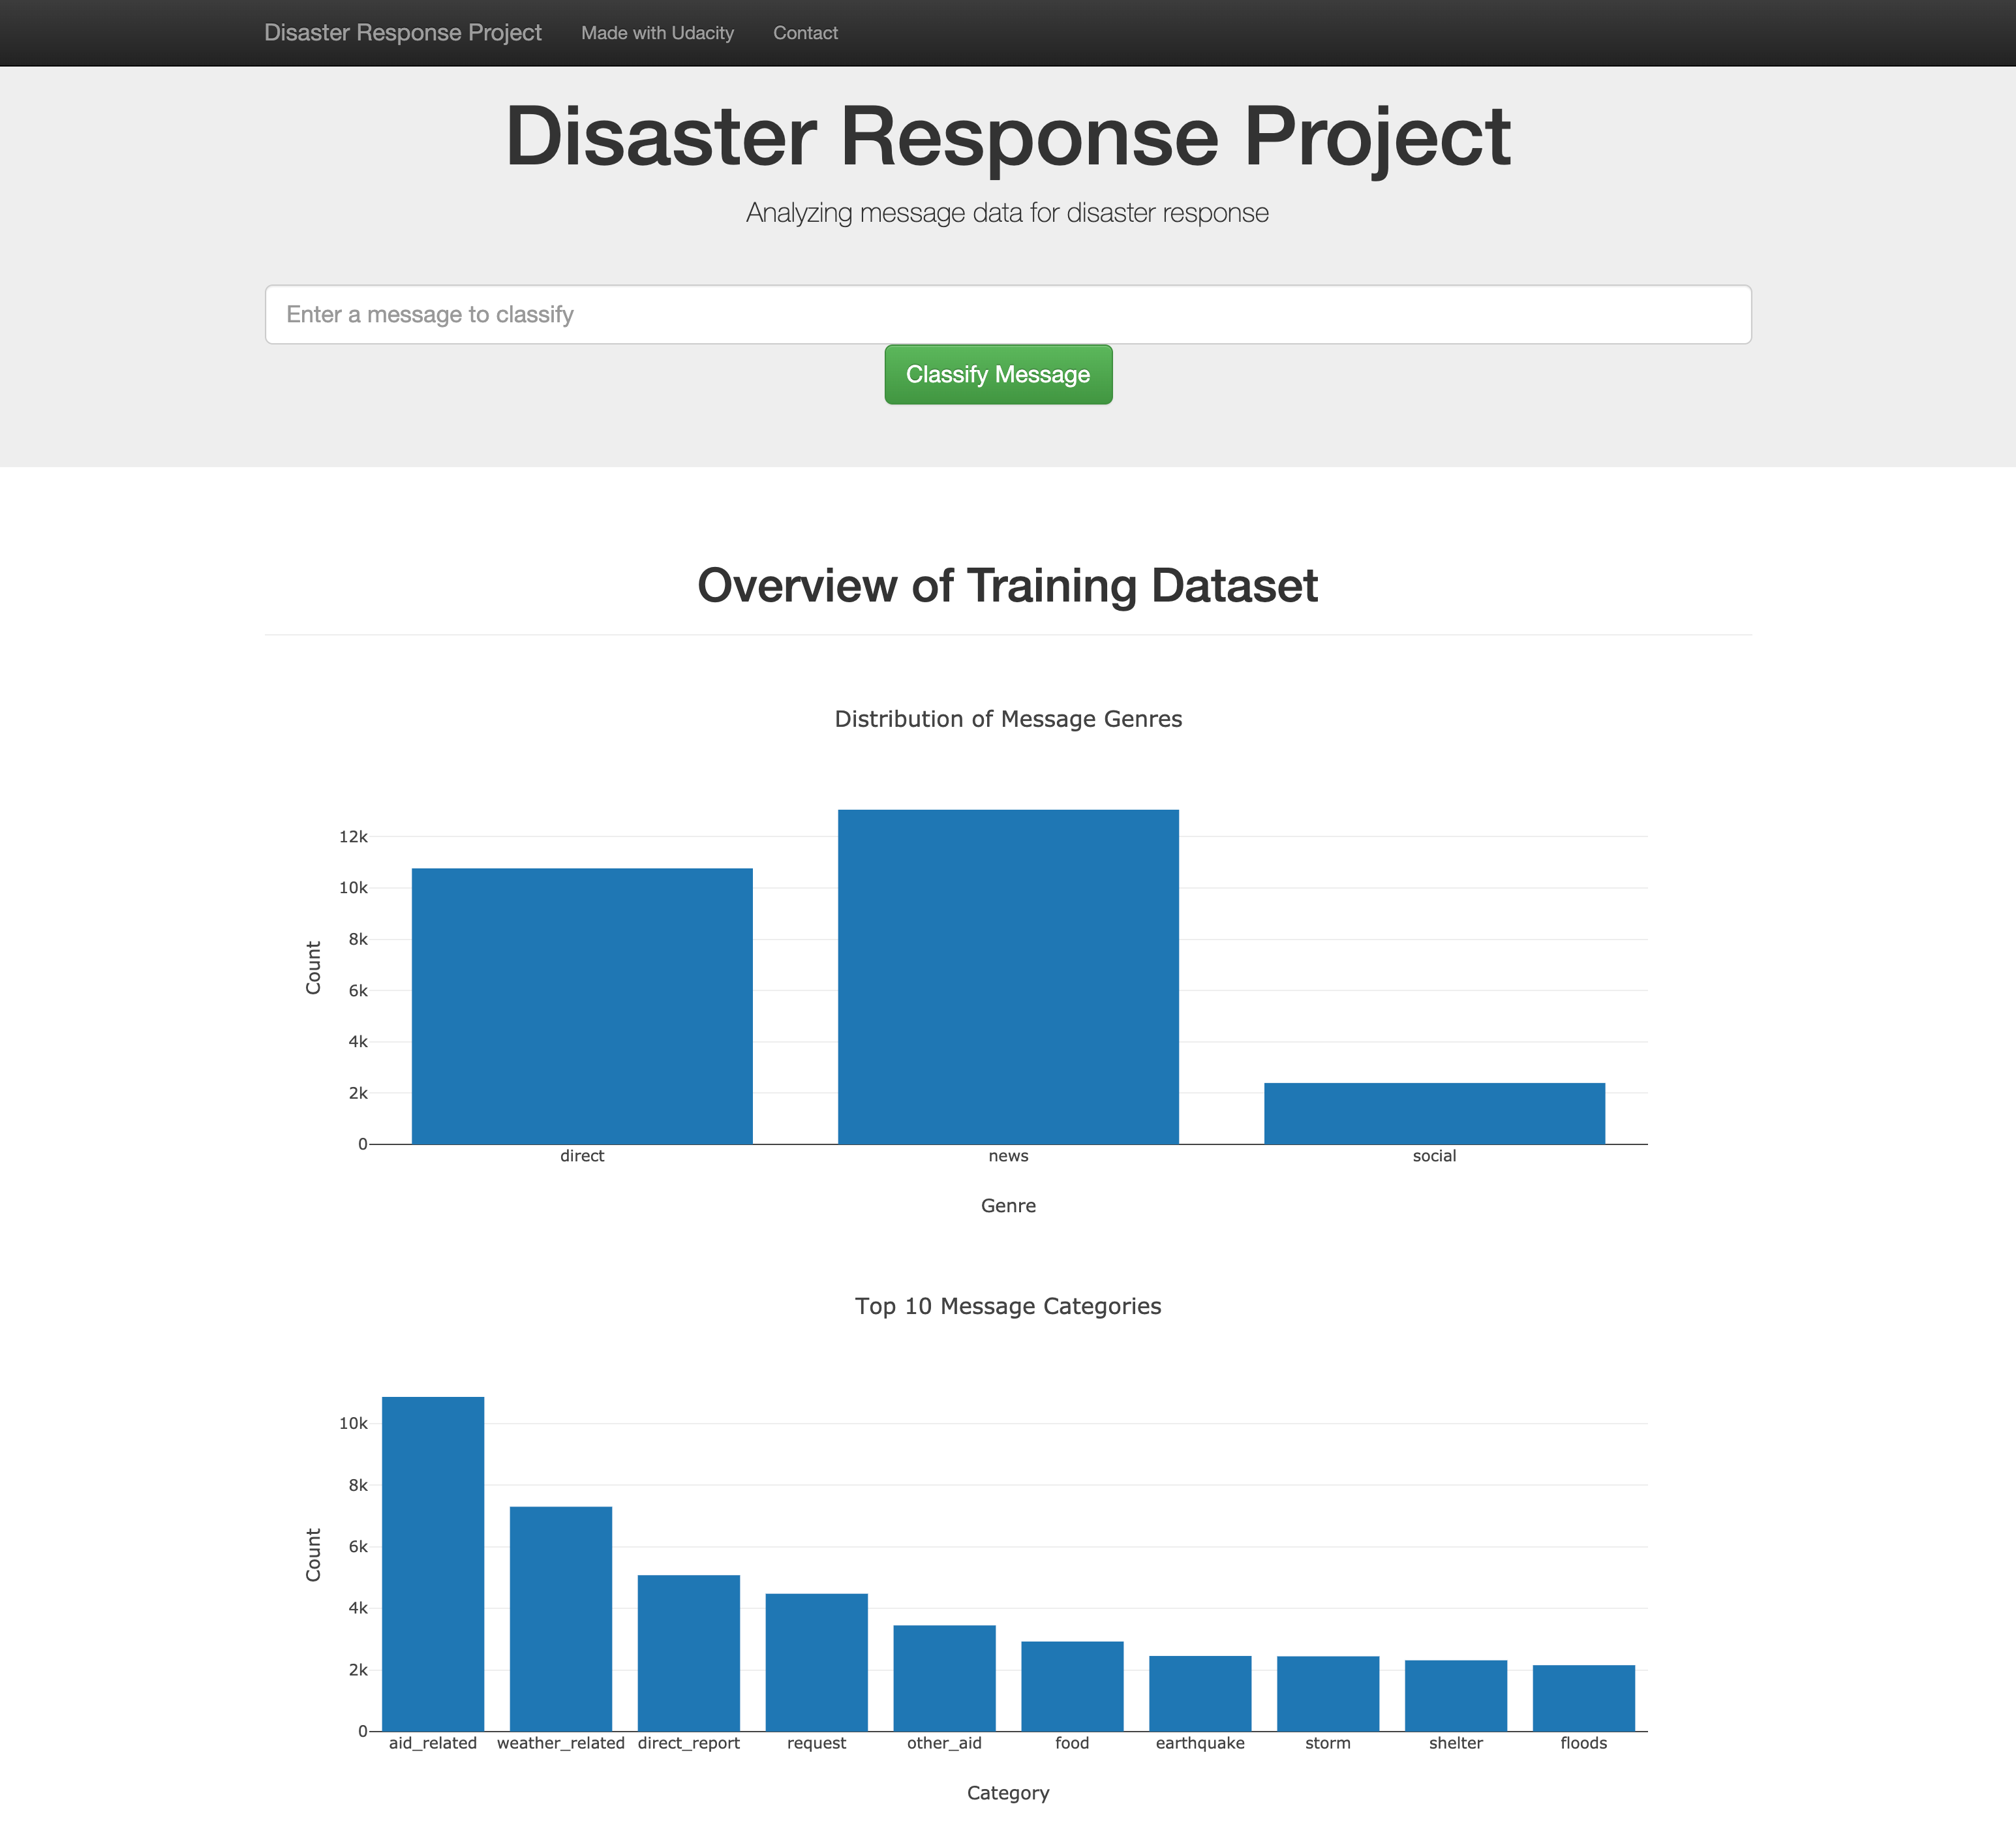 Disaster Response Project Made with Udacity Contact
Disaster Response Project
Analyzing message data for disaster response
Enter a message to classify
Classify Message
Overview of Training Dataset
Distribution of Message Genres
12k
10k
8k
6k
4k
2k
0
Count
direct news social
Genre
Top 10 Message Categories
10k
8k
6k
4k
2k
0
Count
aid_related weather_related direct_report request other_aid food earthquake storm shelter floods
Category